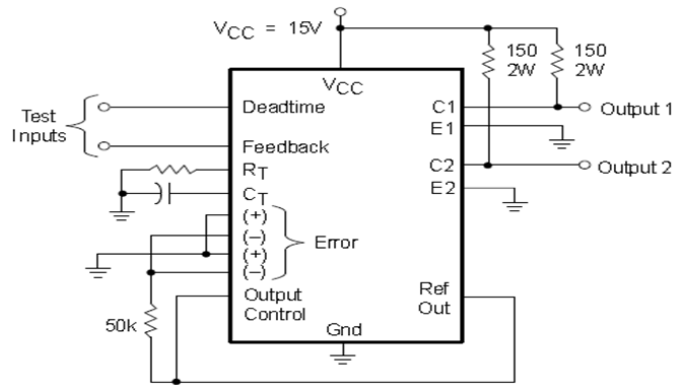 VCC = 15V
150
2W
150
2W
VCC
Test
Inputs
Deadtime
Feedback
RT
CT
(+)
(–)
(+)
(–)
Error
Output
Control
50k
Gnd
C1
E1
C2
E2
Ref
Out
Output 1
Output 2